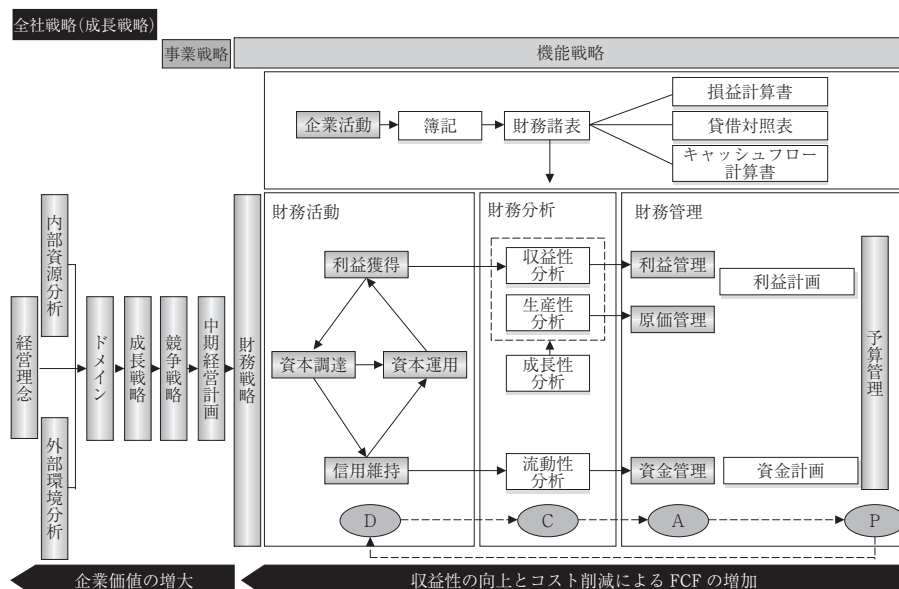 全社戦略(成長戦略)
事業戦略
機能戦略
企業活動
簿記
財務諸表
損益計算書
貸借対照表
キャッシュフロー
計算書
経営理念
内部資源分析
外部環境分析
ドメイン
成長戦略
競争戦略
中期経営計画
財務戦略
財務活動
利益獲得
資本調達
資本運用
信用維持
財務分析
収益性
分析
生産性
分析
成長性
分析
流動性
分析
財務管理
利益管理
利益計画
原価管理
資金管理
資金計画
予算管理
D
C
A
P
企業価値の増大
収益性の向上とコスト削減による FCF の増加